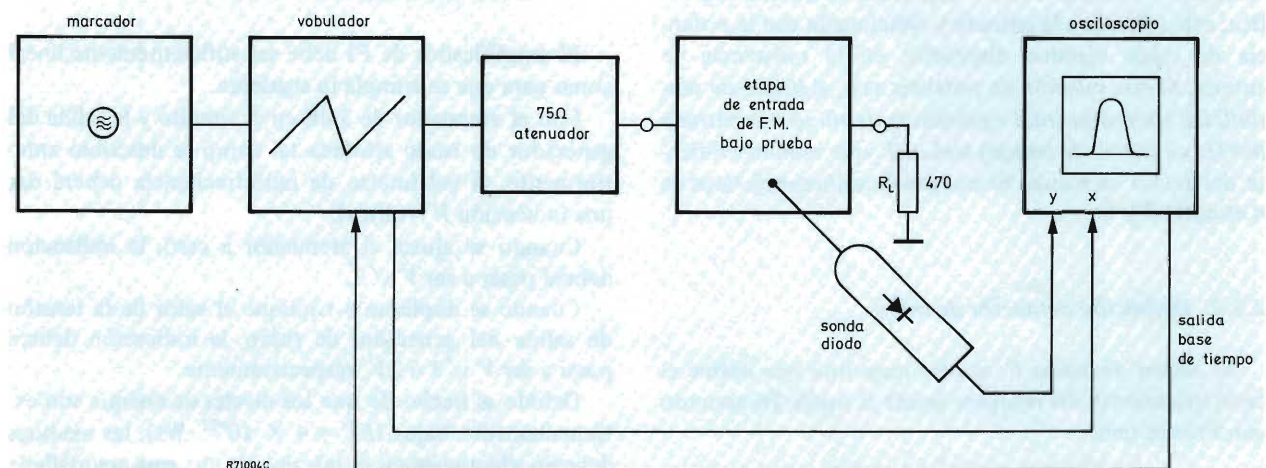 marcador
vobulador
osciloscopio
75Ω
atenuador
etapa
de entrada
de F.M.
bajo prueba
R_L 470
y x
sonda
diodo
salida
base
de tiempo
R71004C